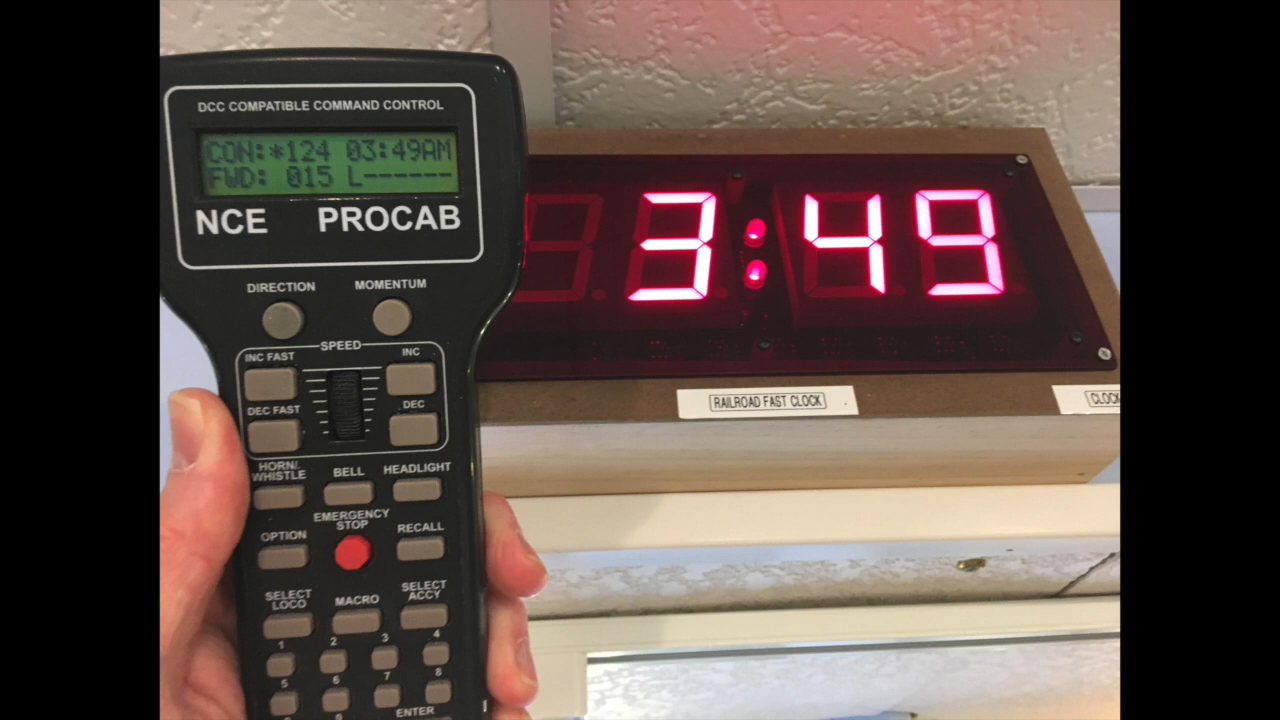 DCC COMPATIBLE COMMAND CONTROL
CON:*124 03:49AM
FWD: 015 L------
NCE PROCAB
3:49
RAILROAD FAST CLOCK
CLOCK
DIRECTION MOMENTUM
SPEED
INC FAST INC
DEC FAST DEC
HORN/
WHISTLE BELL HEADLIGHT
EMERGENCY
STOP
OPTION RECALL
SELECT
LOCO MACRO SELECT
ACCY
1 2 3 4
5 6 7 8
ENTER